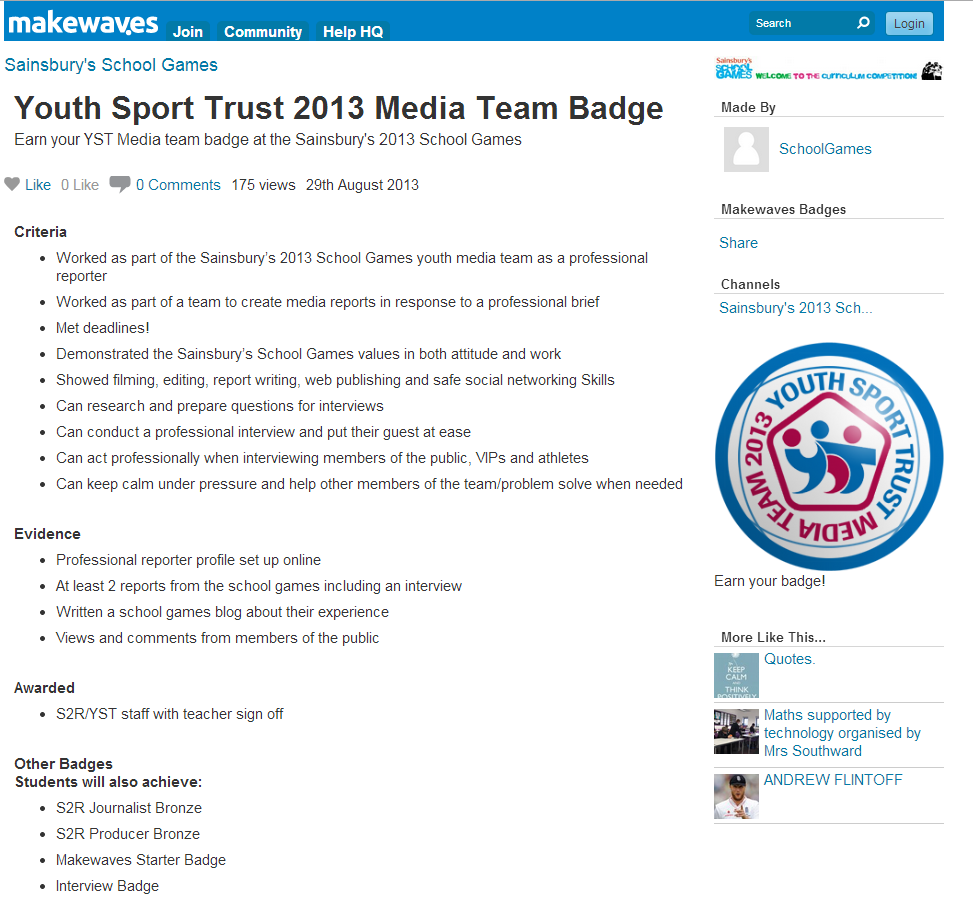 makewaves
Join Community Help HQ
Search
Login
Sainsbury's School Games
Youth Sport Trust 2013 Media Team Badge
Earn your YST Media team badge at the Sainsbury's 2013 School Games
Like 0 Like 0 Comments 175 views 29th August 2013
Criteria
• Worked as part of the Sainsbury's 2013 School Games youth media team as a professional
reporter
• Worked as part of a team to create media reports in response to a professional brief
• Met deadlines!
• Demonstrated the Sainsbury's School Games values in both attitude and work
• Showed filming, editing, report writing, web publishing and safe social networking Skills
• Can research and prepare questions for interviews
• Can conduct a professional interview and put their guest at ease
• Can act professionally when interviewing members of the public, VIPs and athletes
• Can keep calm under pressure and help other members of the team/problem solve when needed
Evidence
• Professional reporter profile set up online
• At least 2 reports from the school games including an interview
• Written a school games blog about their experience
• Views and comments from members of the public
Awarded
• S2R/YST staff with teacher sign off
Other Badges
Students will also achieve:
• S2R Journalist Bronze
• S2R Producer Bronze
• Makewaves Starter Badge
• Interview Badge
Sainsbury's
SCHOOL
GAMES WELCOME TO THE CURRICULUM COMPETITION!
Made By
SchoolGames
Makewaves Badges
Share
Channels
Sainsbury's 2013 Sch...
YOUTH SPORT TRUST MEDIA TEAM 2013
Earn your badge!
More Like This...
KEEP
CALM
AND
THINK
POSITIVELY
Quotes.
Maths supported by
technology organised by
Mrs Southward
ANDREW FLINTOFF